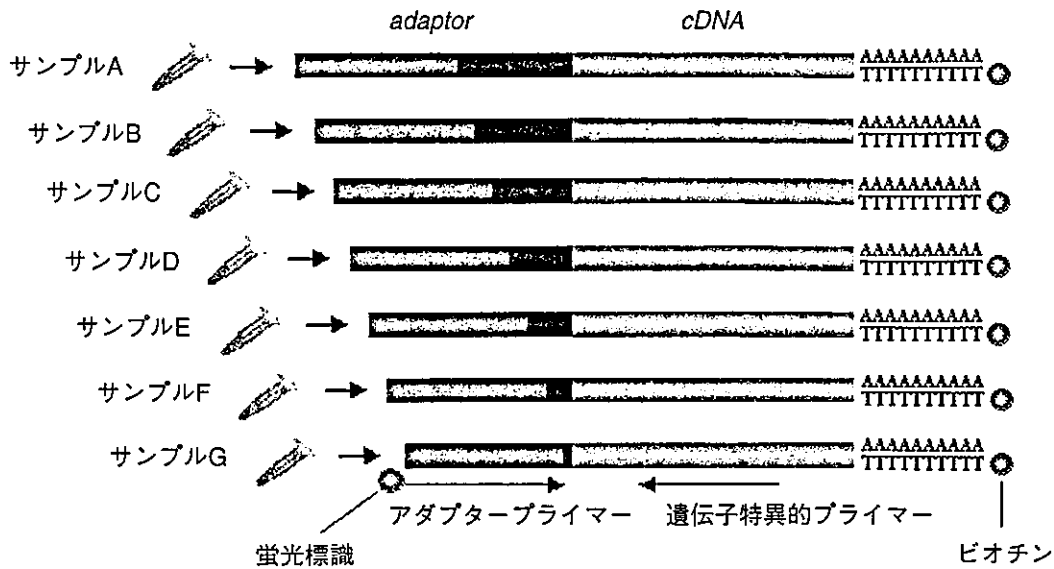 adaptor cDNA
サンプルA
AAAAAAAAAA
TTTTTTTTTT
サンプルB
AAAAAAAAAA
TTTTTTTTTT
サンプルC
AAAAAAAAAA
TTTTTTTTTT
サンプルD
AAAAAAAAAA
TTTTTTTTTT
サンプルE
AAAAAAAAAA
TTTTTTTTTT
サンプルF
AAAAAAAAAA
TTTTTTTTTT
サンプルG
AAAAAAAAAA
TTTTTTTTTT
アダプタープライマー 遺伝子特異的プライマー
蛍光標識 ビオチン